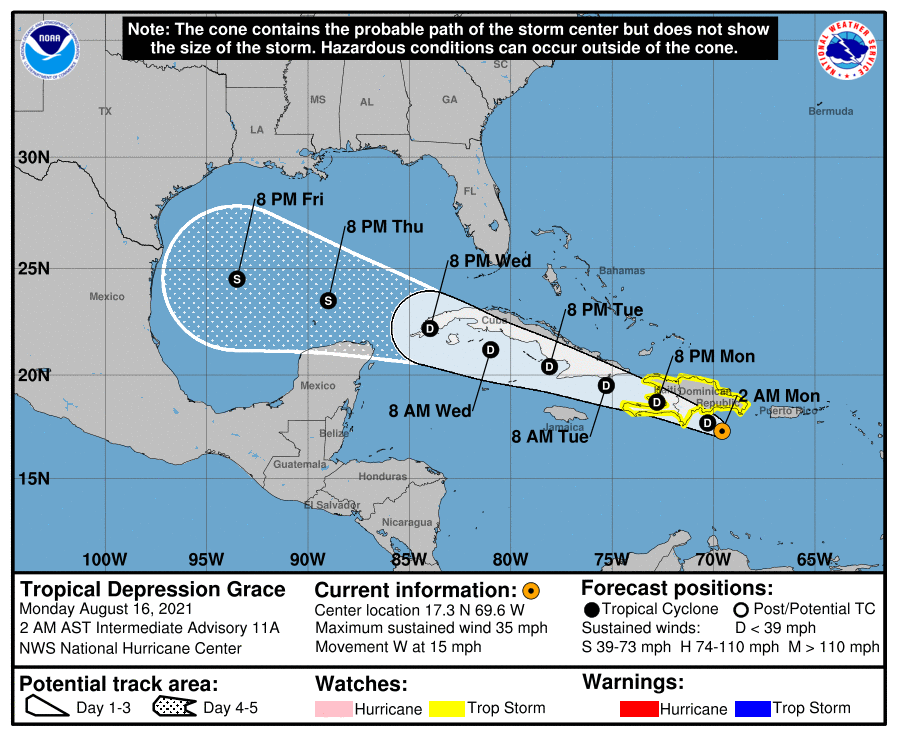 Note: The cone contains the probable path of the storm center but does not show
the size of the storm. Hazardous conditions can occur outside of the cone.
NOAA
NATIONAL WEATHER SERVICE
SC
TX
MS
AL
GA
LA
Bermuda
30N
FL
8 PM Fri
8 PM Thu
25N
8 PM Wed
Bahamas
Mexico
S
S
Cuba
8 PM Tue
D
D
20N
D
8 PM Mon
Mexico
D
Haiti
Dominican
Republic
2 AM Mon
8 AM Wed
D
Puerto Rico
Jamaica
D
8 AM Tue
Belize
Guatemala
15N
Honduras
El Salvador
Nicaragua
100W 95W 90W 85W 80W 75W 70W 65W
Tropical Depression Grace
Monday August 16, 2021
2 AM AST Intermediate Advisory 11A
NWS National Hurricane Center
Current information:
Center location 17.3 N 69.6 W
Maximum sustained wind 35 mph
Movement W at 15 mph
Forecast positions:
Tropical Cyclone Post/Potential TC
Sustained winds: D < 39 mph
S 39-73 mph H 74-110 mph M > 110 mph
Potential track area:
Day 1-3 Day 4-5
Watches:
Hurricane Trop Storm
Warnings:
Hurricane Trop Storm